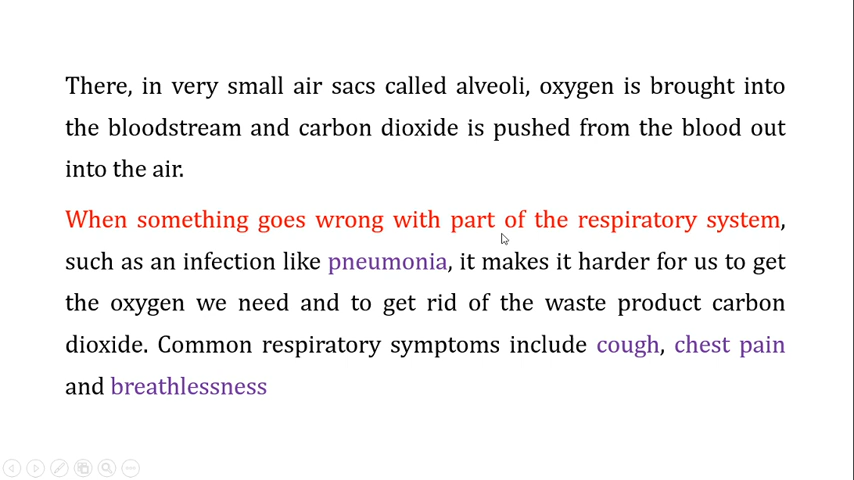 There, in very small air sacs called alveoli, oxygen is brought into
the bloodstream and carbon dioxide is pushed from the blood out
into the air.
When something goes wrong with part of the respiratory system,
such as an infection like pneumonia, it makes it harder for us to get
the oxygen we need and to get rid of the waste product carbon
dioxide. Common respiratory symptoms include cough, chest pain
and breathlessness